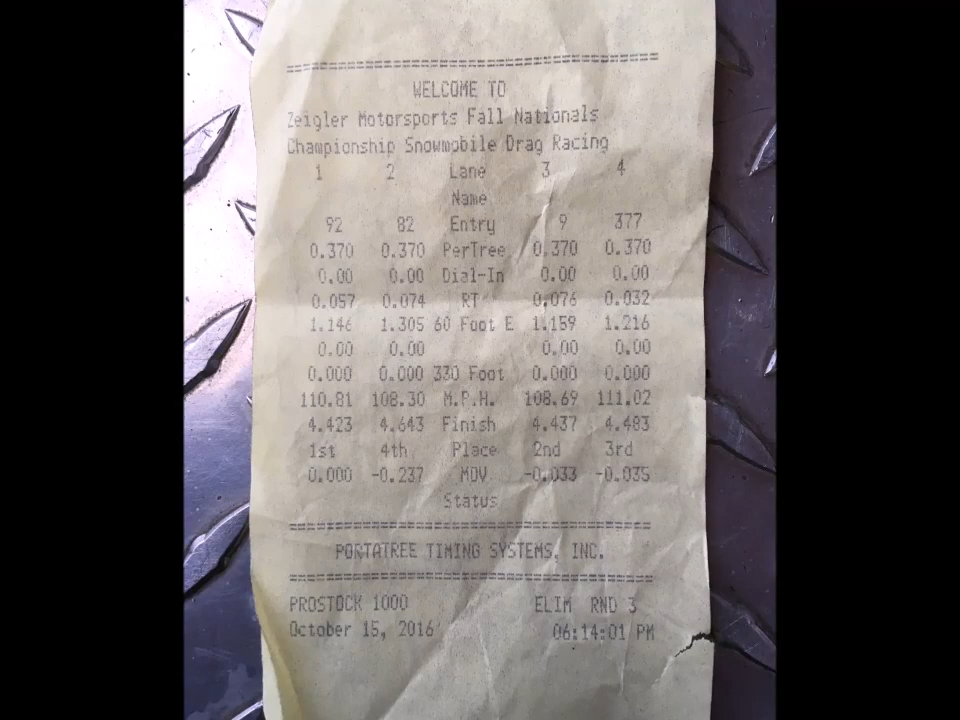 ============================================
WELCOME TO
Zeigler Motorsports Fall Nationals
Championship Snowmobile Drag Racing
1 2 Lane 3 4
Name
92 82 Entry 9 377
0.370 0.370 PerTree 0.370 0.370
0.00 0.00 Dial-In 0.00 0.00
0.057 0.074 RT 0.076 0.032
1.146 1.305 60 Foot E 1.159 1.216
0.00 0.00 0.00 0.00
0.000 0.000 330 Foot 0.000 0.000
110.81 108.30 M.P.H. 108.69 111.02
4.423 4.643 Finish 4.437 4.483
1st 4th Place 2nd 3rd
0.000 -0.237 MOV -0.033 -0.035
Status
============================================
PORTATREE TIMING SYSTEMS, INC.
============================================
PROSTOCK 1000 ELIM RND 3
October 15, 2016 06:14:01 PM